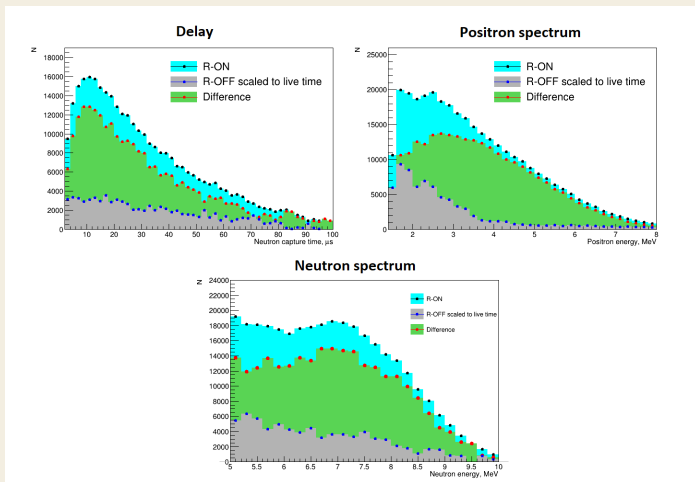 Delay
N
18000
16000
14000
12000
10000
8000
6000
4000
2000
0
R-ON
R-OFF scaled to live time
Difference
10 20 30 40 50 60 70 80 90 100
Neutron capture time, μs
Positron spectrum
N
25000
20000
15000
10000
5000
0
R-ON
R-OFF scaled to live time
Difference
2 3 4 5 6 7 8
Positron energy, MeV
Neutron spectrum
N
24000
22000
20000
18000
16000
14000
12000
10000
8000
6000
4000
2000
0
R-ON
R-OFF scaled to live time
Difference
5 5.5 6 6.5 7 7.5 8 8.5 9 9.5 10
Neutron energy, MeV